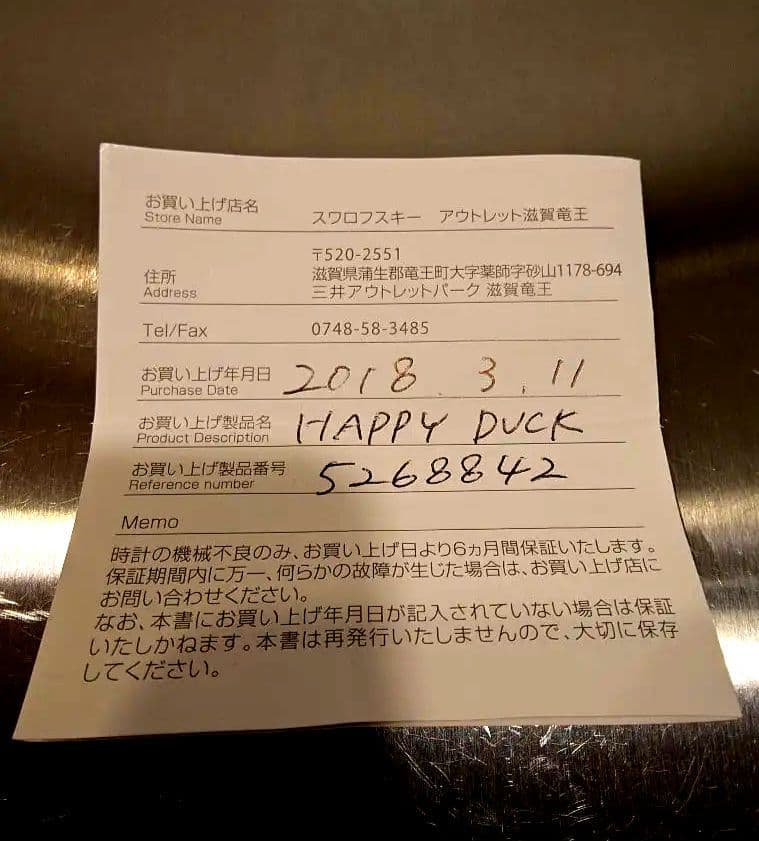 お買い上げ店名
Store Name
スワロフスキー アウトレット滋賀竜王
住所
Address
〒520-2551
滋賀県蒲生郡竜王町大字薬師字砂山1178-694
三井アウトレットパーク 滋賀竜王
Tel/Fax
0748-58-3485
お買い上げ年月日
Purchase Date
2018. 3. 11
お買い上げ製品名
Product Description
HAPPY DUCK
お買い上げ製品番号
Reference number
5268842
Memo
時計の機械不良のみ、お買い上げ日より6ヵ月間保証いたします。
保証期間内に万一、何らかの故障が生じた場合は、お買い上げ店に
お問い合わせください。
なお、本書にお買い上げ年月日が記入されていない場合は保証
いたしかねます。本書は再発行いたしませんので、大切に保存
してください。